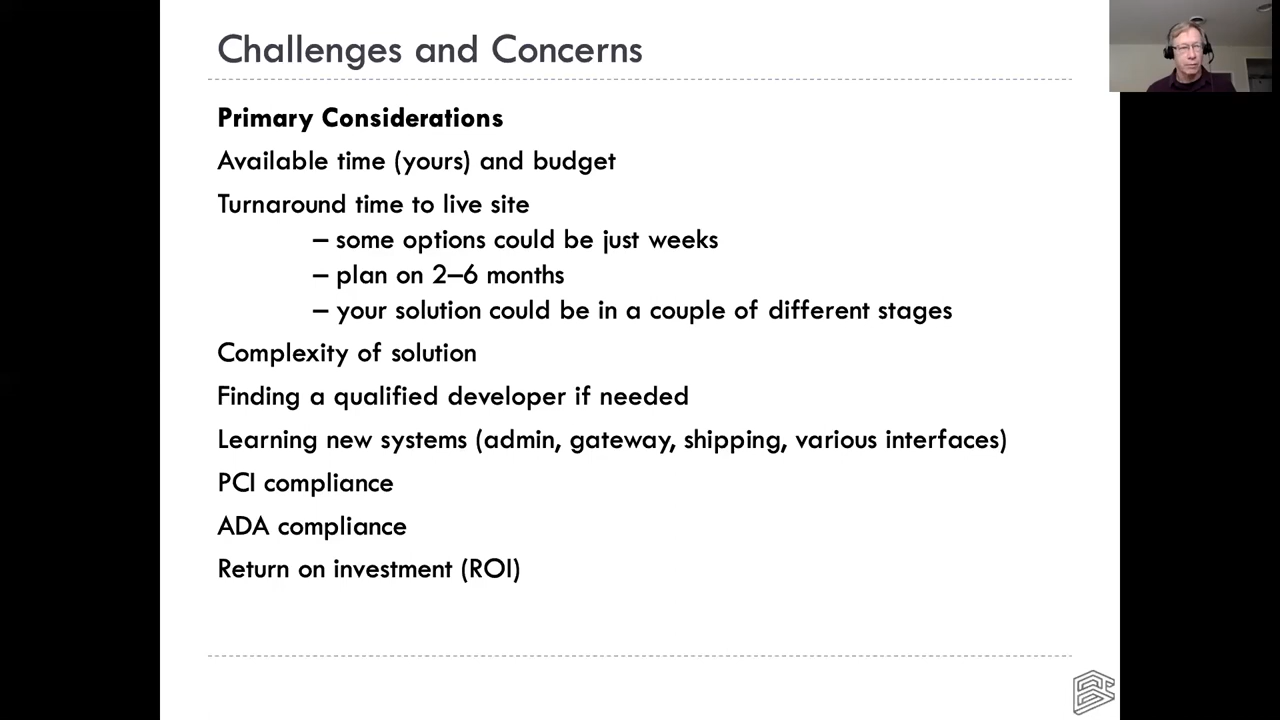 Challenges and Concerns
Primary Considerations
Available time (yours) and budget
Turnaround time to live site
– some options could be just weeks
– plan on 2–6 months
– your solution could be in a couple of different stages
Complexity of solution
Finding a qualified developer if needed
Learning new systems (admin, gateway, shipping, various interfaces)
PCI compliance
ADA compliance
Return on investment (ROI)